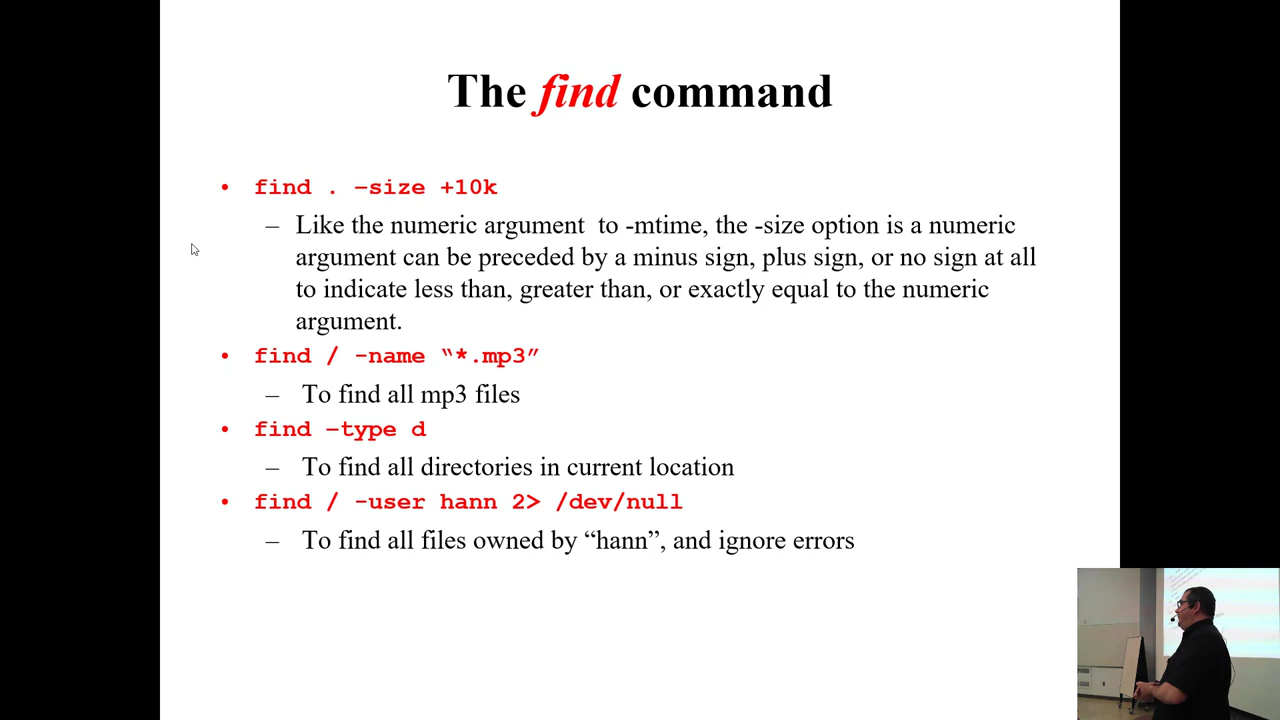 The find command
• find . –size +10k
– Like the numeric argument  to -mtime, the -size option is a numeric
argument can be preceded by a minus sign, plus sign, or no sign at all
to indicate less than, greater than, or exactly equal to the numeric
argument.
• find / -name “*.mp3”
– To find all mp3 files
• find –type d
– To find all directories in current location
• find / -user hann 2> /dev/null
– To find all files owned by “hann”, and ignore errors